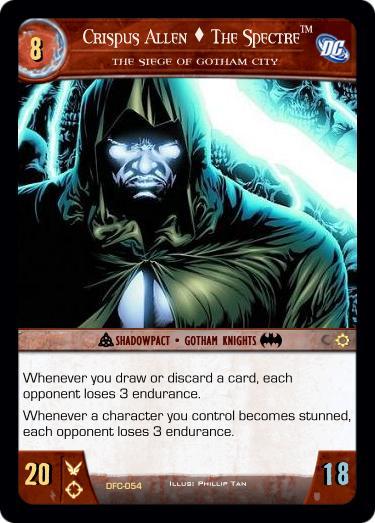 8
Crispus Allen ♦ The Spectre™
DC
The Siege of Gotham City
Shadowpact • Gotham Knights
Whenever you draw or discard a card, each
opponent loses 3 endurance.
Whenever a character you control becomes stunned,
each opponent loses 3 endurance.
20
DFC-054
Illus: Phillip Tan
18